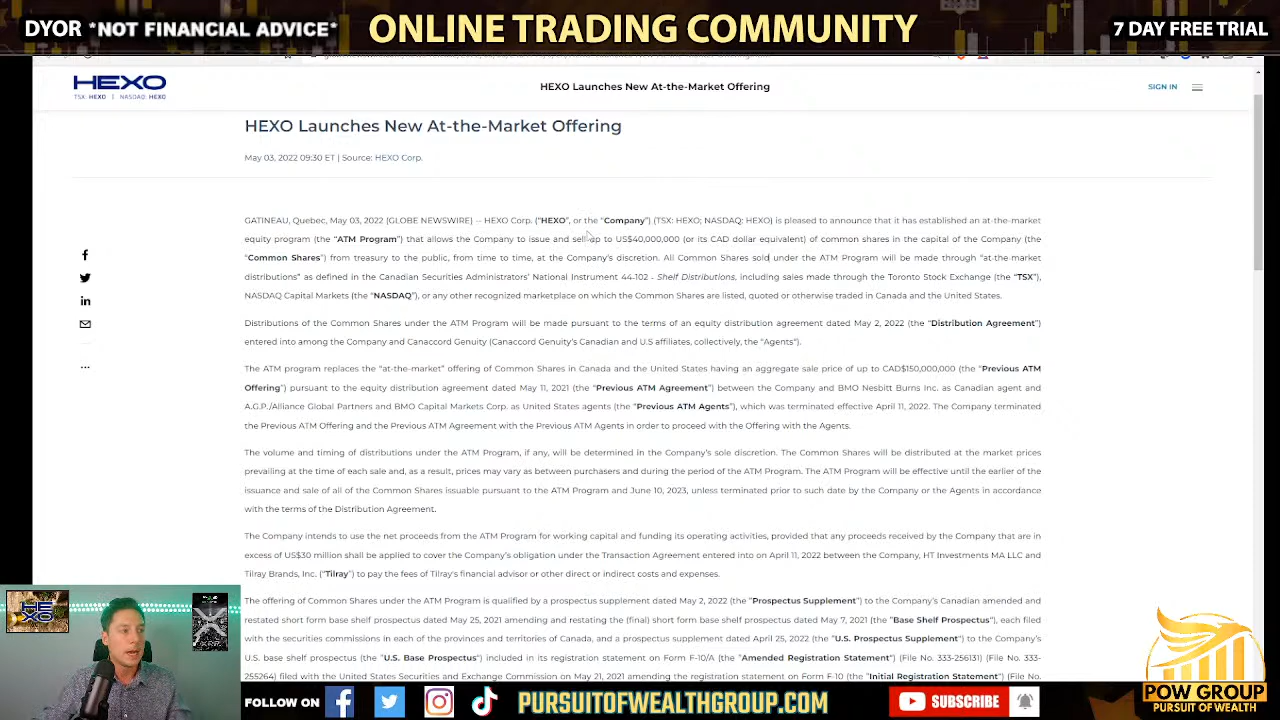 DYOR *NOT FINANCIAL ADVICE*
ONLINE TRADING COMMUNITY
7 DAY FREE TRIAL
HEXO
TSX: HEXO | NASDAQ: HEXO
HEXO Launches New At-the-Market Offering
SIGN IN
HEXO Launches New At-the-Market Offering
May 03, 2022 09:30 ET | Source: HEXO Corp.
GATINEAU, Quebec, May 03, 2022 (GLOBE NEWSWIRE) -- HEXO Corp. (“HEXO”, or the “Company”) (TSX: HEXO; NASDAQ: HEXO) is pleased to announce that it has established an at-the-market
equity program (the “ATM Program”) that allows the Company to issue and sell up to US$40,000,000 (or its CAD dollar equivalent) of common shares in the capital of the Company (the
“Common Shares”) from treasury to the public, from time to time, at the Company’s discretion. All Common Shares sold under the ATM Program will be made through “at-the-market
distributions” as defined in the Canadian Securities Administrators’ National Instrument 44-102 - Shelf Distributions, including sales made through the Toronto Stock Exchange (the “TSX”),
NASDAQ Capital Markets (the “NASDAQ”), or any other recognized marketplace on which the Common Shares are listed, quoted or otherwise traded in Canada and the United States.
Distributions of the Common Shares under the ATM Program will be made pursuant to the terms of an equity distribution agreement dated May 2, 2022 (the “Distribution Agreement”)
entered into among the Company and Canaccord Genuity (Canaccord Genuity’s Canadian and U.S affiliates, collectively, the “Agents”).
The ATM program replaces the “at-the-market” offering of Common Shares in Canada and the United States having an aggregate sale price of up to CAD$150,000,000 (the “Previous ATM
Offering”) pursuant to the equity distribution agreement dated May 11, 2021 (the “Previous ATM Agreement”) between the Company and BMO Nesbitt Burns Inc. as Canadian agent and
A.G.P./Alliance Global Partners and BMO Capital Markets Corp. as United States agents (the “Previous ATM Agents”), which was terminated effective April 11, 2022. The Company terminated
the Previous ATM Offering and the Previous ATM Agreement with the Previous ATM Agents in order to proceed with the Offering with the Agents.
The volume and timing of distributions under the ATM Program, if any, will be determined in the Company’s sole discretion. The Common Shares will be distributed at the market prices
prevailing at the time of each sale and, as a result, prices may vary as between purchasers and during the period of the ATM Program. The ATM Program will be effective until the earlier of the
issuance and sale of all of the Common Shares issuable pursuant to the ATM Program and June 10, 2023, unless terminated prior to such date by the Company or the Agents in accordance
with the terms of the Distribution Agreement.
The Company intends to use the net proceeds from the ATM Program for working capital and funding its operating activities, provided that any proceeds received by the Company that are in
excess of US$30 million shall be applied to cover the Company’s obligation under the Transaction Agreement entered into on April 11, 2022 between the Company, HT Investments MA LLC and
Tilray Brands, Inc. (“Tilray”) to pay the fees of Tilray’s financial advisor or other direct or indirect costs and expenses.
The offering of Common Shares under the ATM Program is qualified by a prospectus supplement dated May 2, 2022 (the “Prospectus Supplement”) to the Company’s Canadian amended and
restated short form base shelf prospectus dated May 25, 2021 amending and restating the (final) short form base shelf prospectus dated May 7, 2021 (the “Base Shelf Prospectus”), each filed
with the securities commissions in each of the provinces and territories of Canada, and a prospectus supplement dated April 25, 2022 (the “U.S. Prospectus Supplement”) to the Company’s
U.S. base shelf prospectus (the “U.S. Base Prospectus”) included in its registration statement on Form F-10/A (the “Amended Registration Statement”) (File No. 333-256131) (File No. 333-
255264) filed with the United States Securities and Exchange Commission on May 21, 2021 amending the registration statement on Form F-10 (the “Initial Registration Statement”) (File No.
HEXO
POW GROUP
PURSUIT OF WEALTH
FOLLOW ON
PURSUITOFWEALTHGROUP.COM
SUBSCRIBE